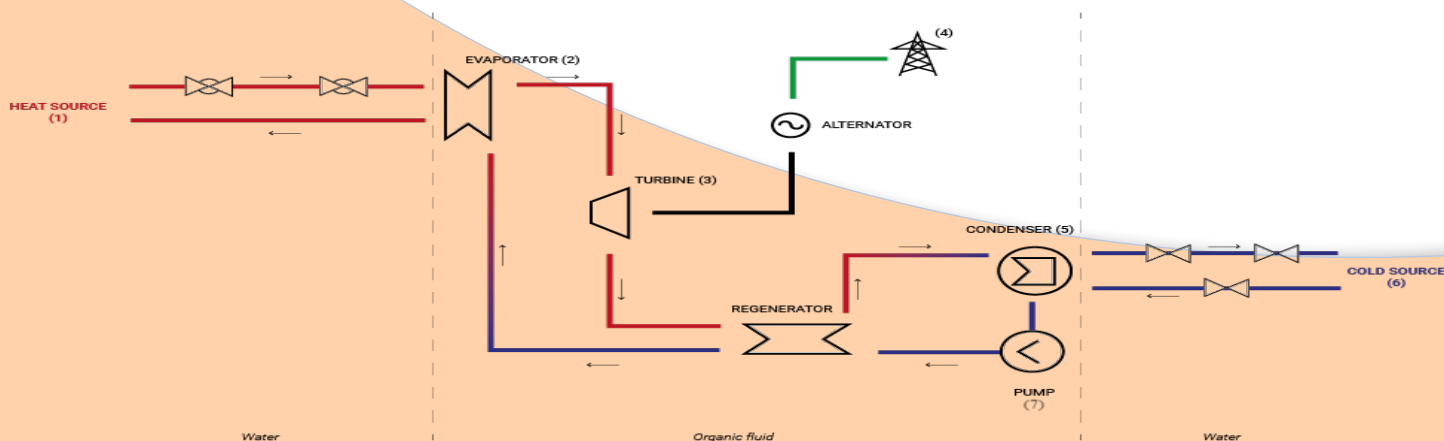 (4)
EVAPORATOR (2)
HEAT SOURCE
(1)
ALTERNATOR
TURBINE (3)
CONDENSER (5)
COLD SOURCE
(6)
REGENERATOR
PUMP
(7)
Water
Organic fluid
Water